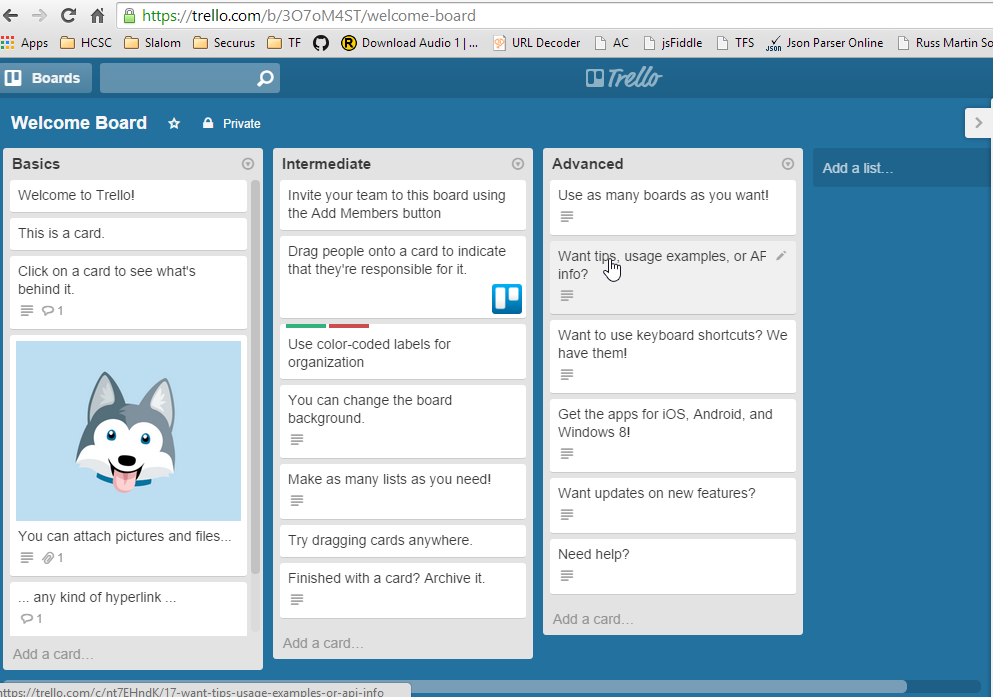 https://trello.com/b/3O7oM4ST/welcome-board
Apps HCSC Slalom Securus TF Download Audio 1 | ... URL Decoder AC jsFiddle TFS Json Parser Online Russ Martin So
Boards
Trello
Welcome Board Private
Basics
Welcome to Trello!
This is a card.
Click on a card to see what's
behind it.
1
You can attach pictures and files...
1
... any kind of hyperlink ...
1
Add a card...
Intermediate
Invite your team to this board using
the Add Members button
Drag people onto a card to indicate
that they're responsible for it.
Use color-coded labels for
organization
You can change the board
background.
Make as many lists as you need!
Try dragging cards anywhere.
Finished with a card? Archive it.
Add a card...
Advanced
Use as many boards as you want!
Want tips, usage examples, or AP
info?
Want to use keyboard shortcuts? We
have them!
Get the apps for iOS, Android, and
Windows 8!
Want updates on new features?
Need help?
Add a card...
Add a list...
https://trello.com/c/nt7EHndK/17-want-tips-usage-examples-or-api-info